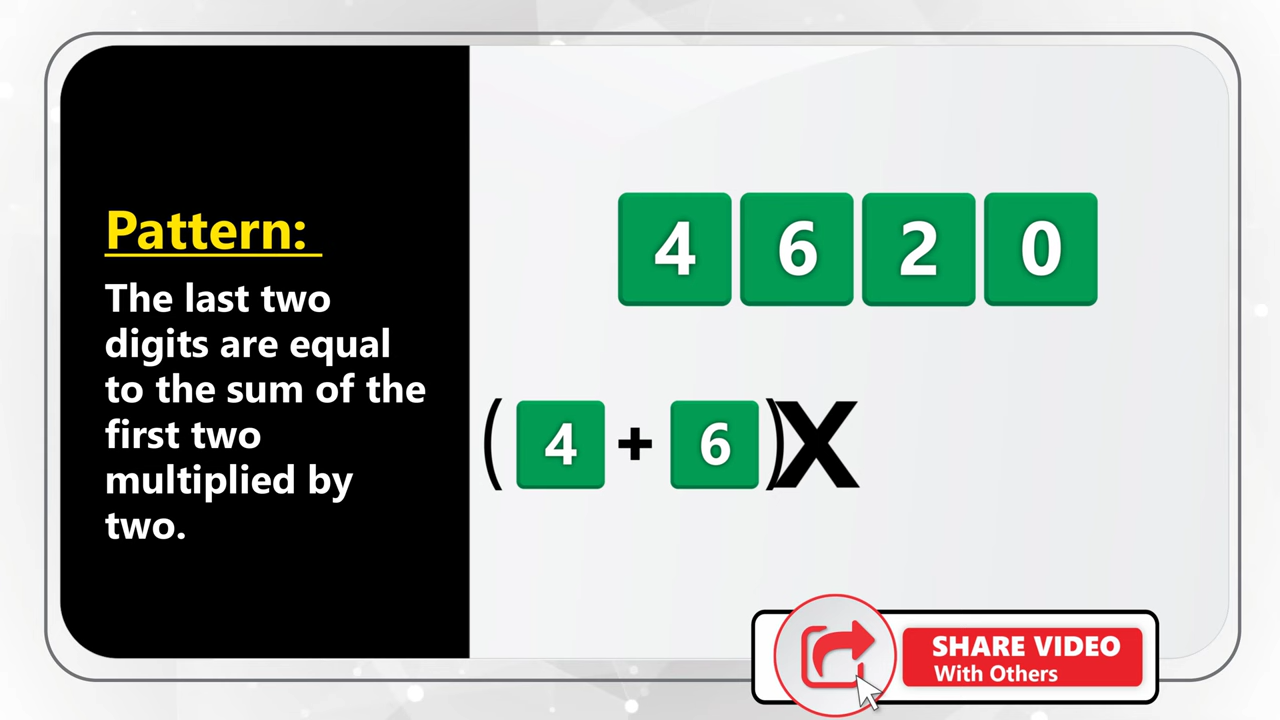 Pattern:
The last two
digits are equal
to the sum of the
first two
multiplied by
two.
4 6 2 0
( 4 + 6 ) X
SHARE VIDEO
With Others